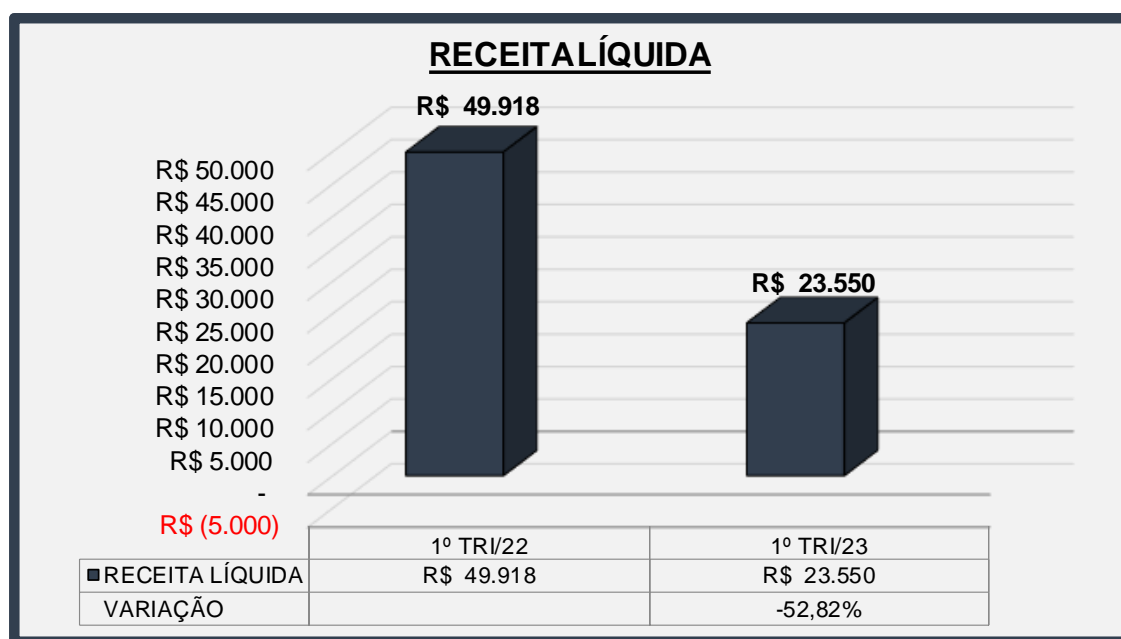 RECEITA LÍQUIDA
R$ 49.918
R$ 23.550
R$ 50.000
R$ 45.000
R$ 40.000
R$ 35.000
R$ 30.000
R$ 25.000
R$ 20.000
R$ 15.000
R$ 10.000
R$ 5.000
-
R$ (5.000)
1º TRI/22 1º TRI/23
RECEITA LÍQUIDA R$ 49.918 R$ 23.550
VARIAÇÃO -52,82%